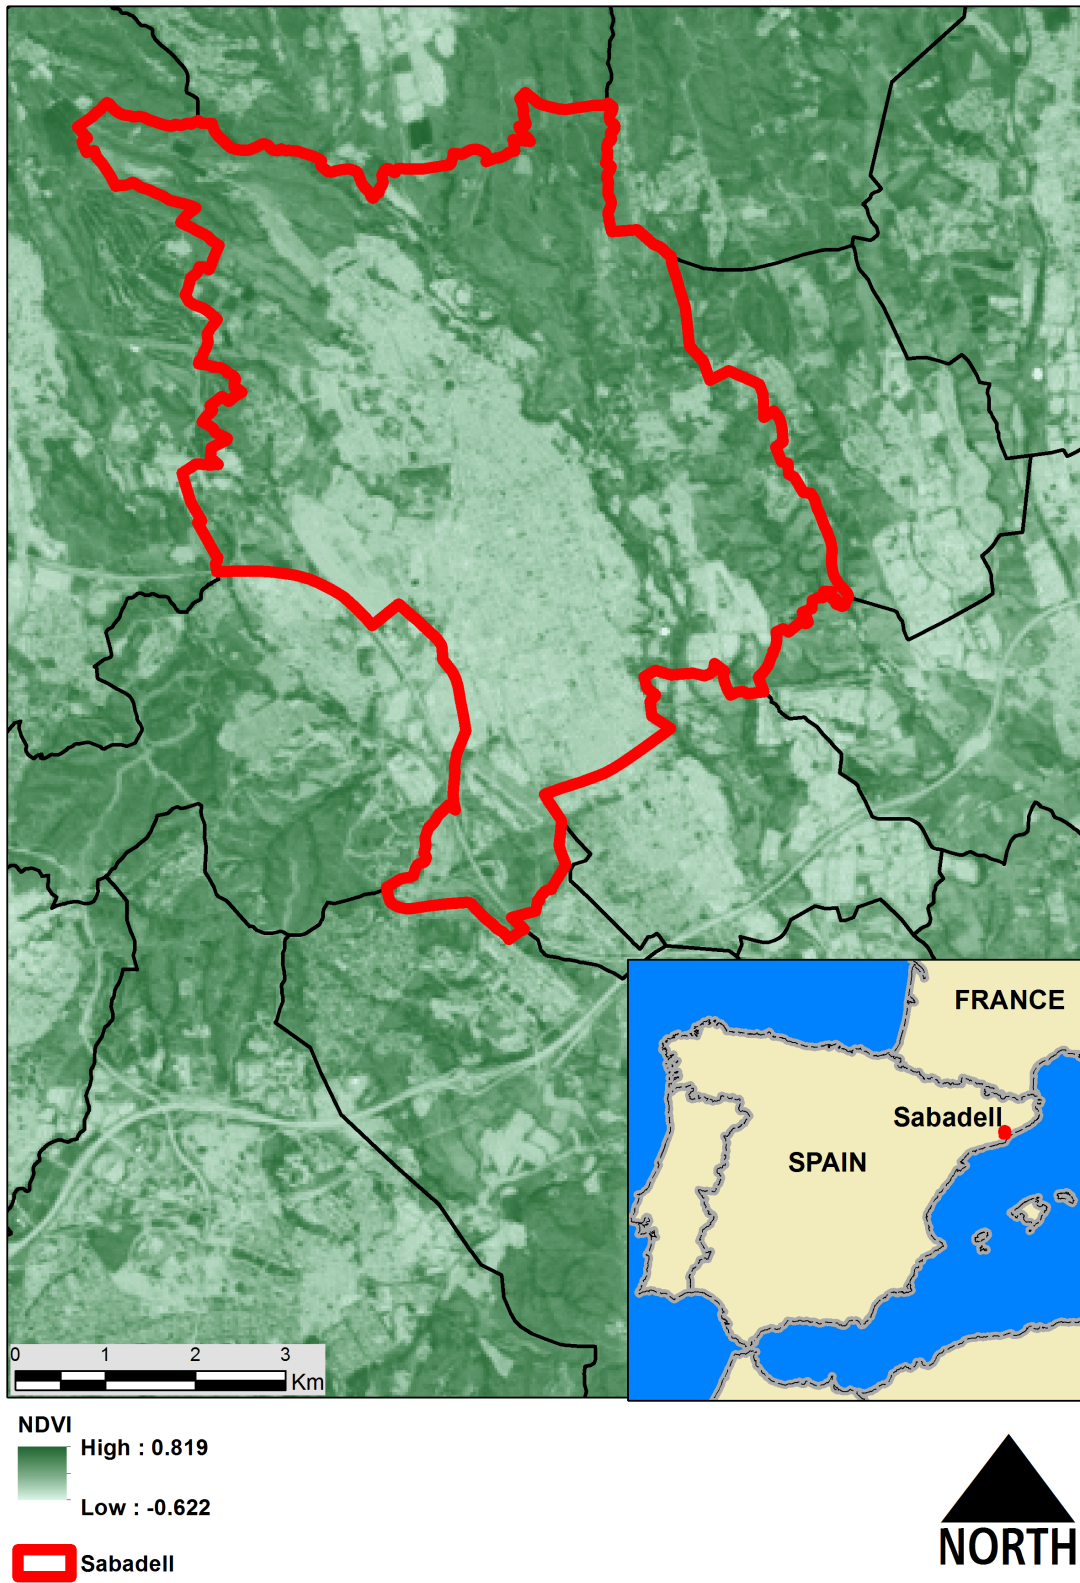 FRANCE
Sabadell
SPAIN
0 1 2 3
Km
NDVI
High : 0.819
Low : -0.622
Sabadell
NORTH